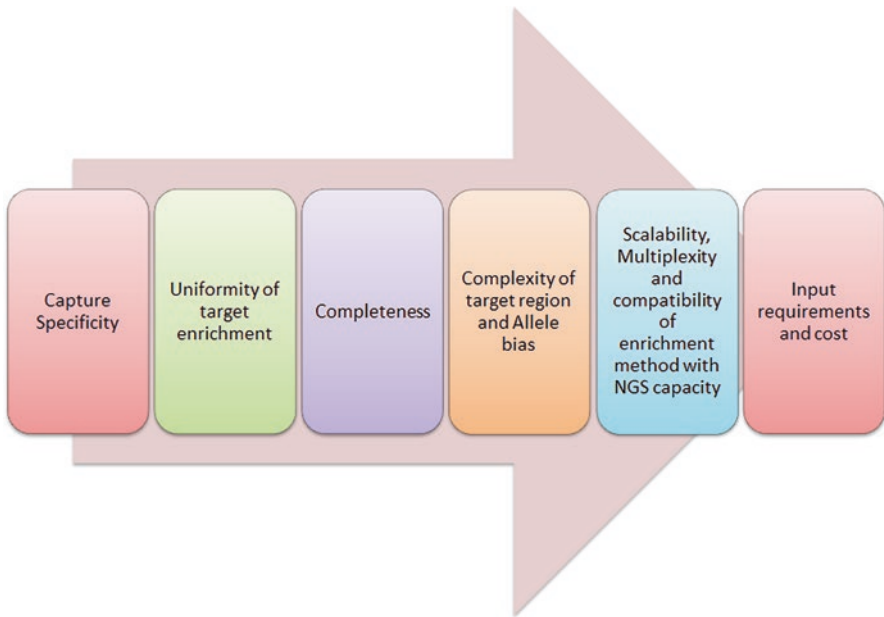 Capture
Specificity
Uniformity of
target
enrichment
Completeness
Complexity of
target region
and Allele
bias
Scalability,
Multiplexity
and
compatibility
of
enrichment
method with
NGS capacity
Input
requirements
and cost